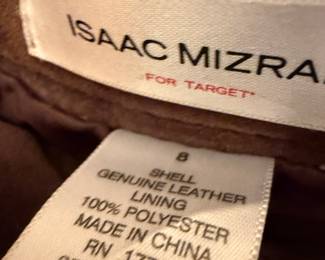 ISAAC MIZRA
FOR TARGET
8
SHELL
GENUINE LEATHER
LINING
100% POLYESTER
MADE IN CHINA
RN